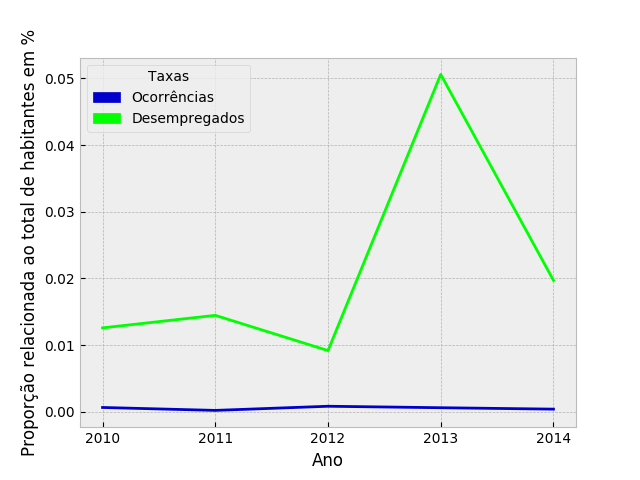 Proporção relacionada ao total de habitantes em %
0.05
0.04
0.03
0.02
0.01
0.00
Taxas
Ocorrências
Desempregados
2010 2011 2012 2013 2014
Ano